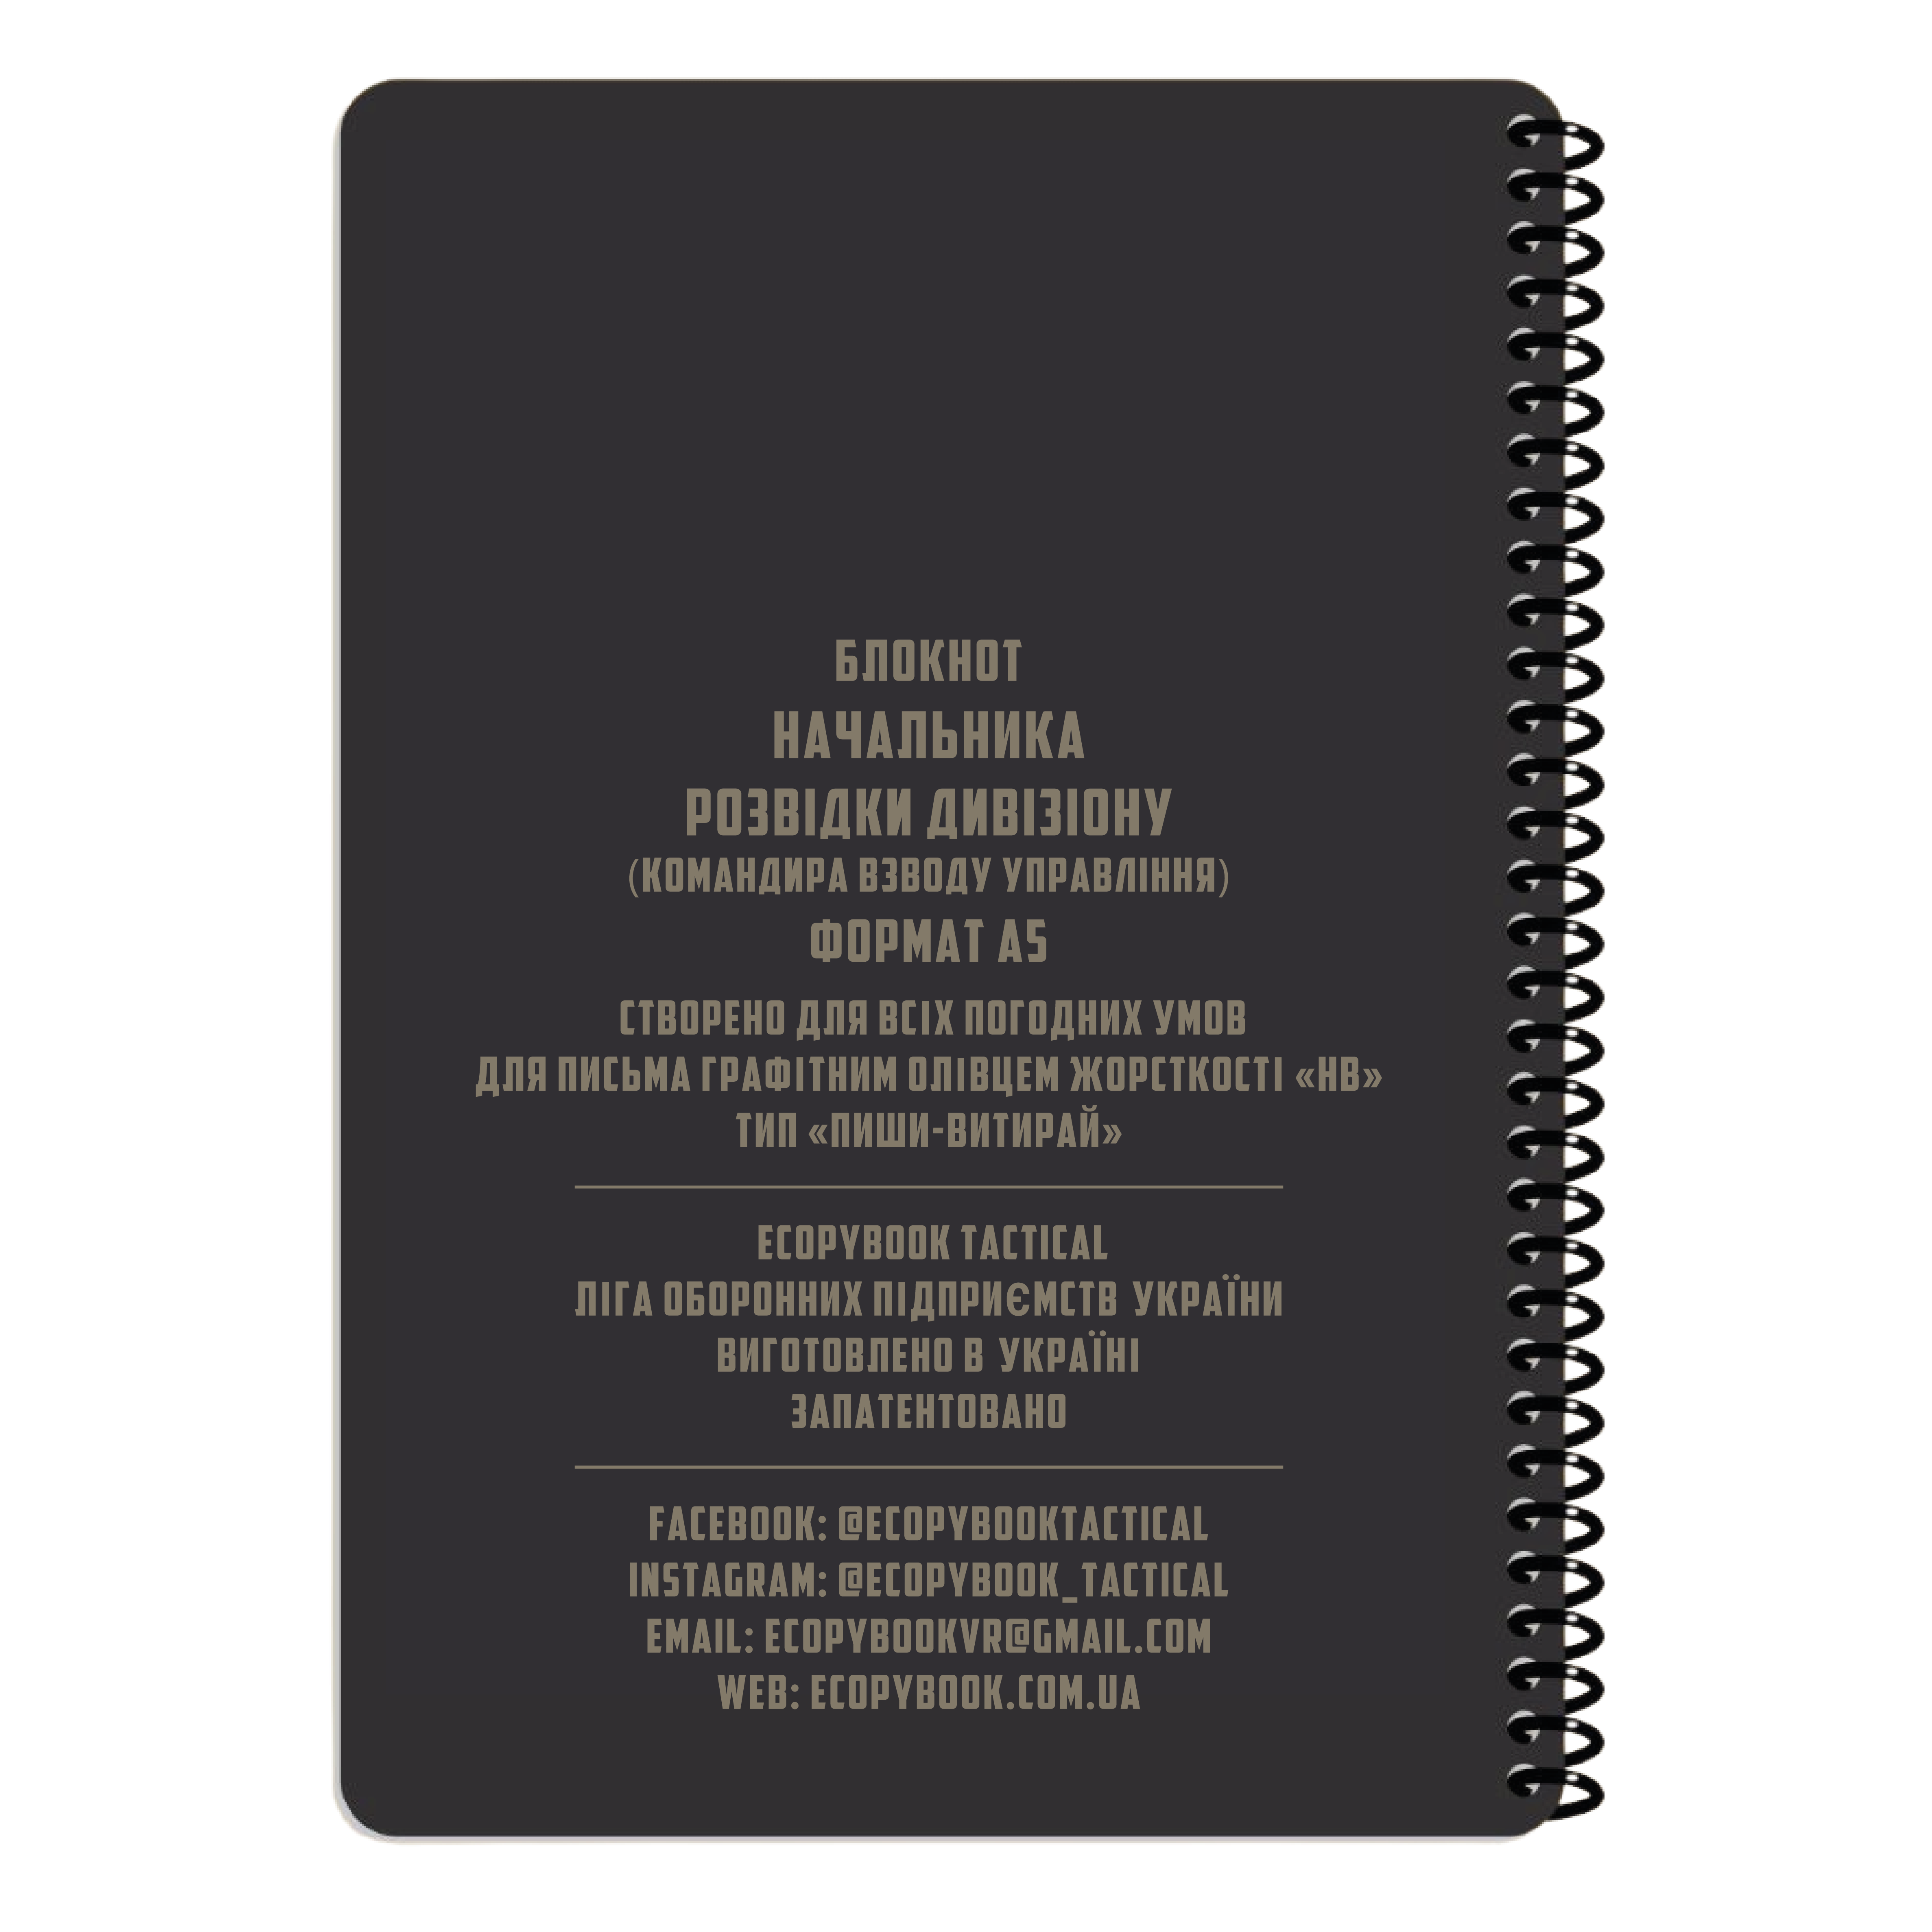 БЛОКНОТ
НАЧАЛЬНИКА
РОЗВІДКИ ДИВІЗІОНУ
(КОМАНДИРА ВЗВОДУ УПРАВЛІННЯ)
ФОРМАТ А5
СТВОРЕНО ДЛЯ ВСІХ ПОГОДНИХ УМОВ
ДЛЯ ПИСЬМА ГРАФІТНИМ ОЛІВЦЕМ ЖОРСТКОСТІ «HB»
ТИП «ПИШИ-ВИТИРАЙ»
ECOPYBOOK TACTICAL
ЛІГА ОБОРОННИХ ПІДПРИЄМСТВ УКРАЇНИ
ВИГОТОВЛЕНО В УКРАЇНІ
ЗАПАТЕНТОВАНО
FACEBOOK: @ECOPYBOOKTACTICAL
INSTAGRAM: @ECOPYBOOK_TACTICAL
EMAIL: ECOPYBOOKVR@GMAIL.COM
WEB: ECOPYBOOK.COM.UA